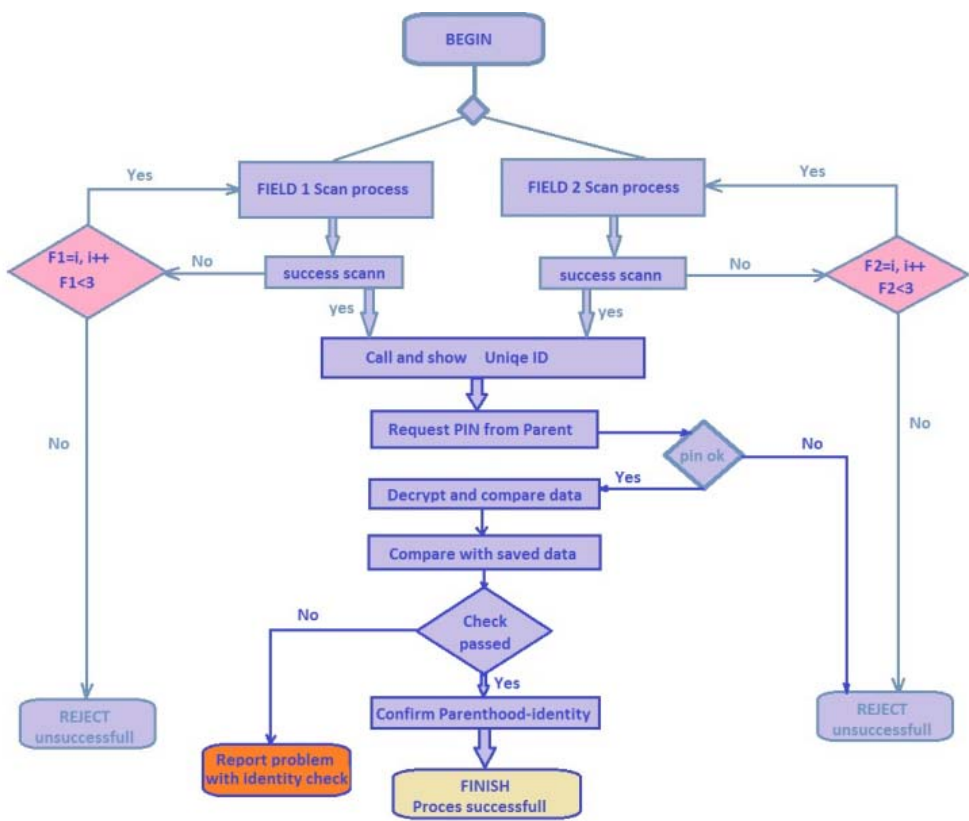 BEGIN
Yes
FIELD 1 Scan process
FIELD 2 Scan process
Yes
F1=i, i++
F1<3
No
success scann
success scann
No
F2=i, i++
F2<3
yes
yes
Call and show Uniqe ID
Request PIN from Parent
pin ok
No
No
No
Yes
Decrypt and compare data
Compare with saved data
No
Check
passed
Yes
REJECT
unsuccessfull
Confirm Parenthood-identity
REJECT
unsuccessfull
Report problem
with identity check
FINISH
Proces successfull